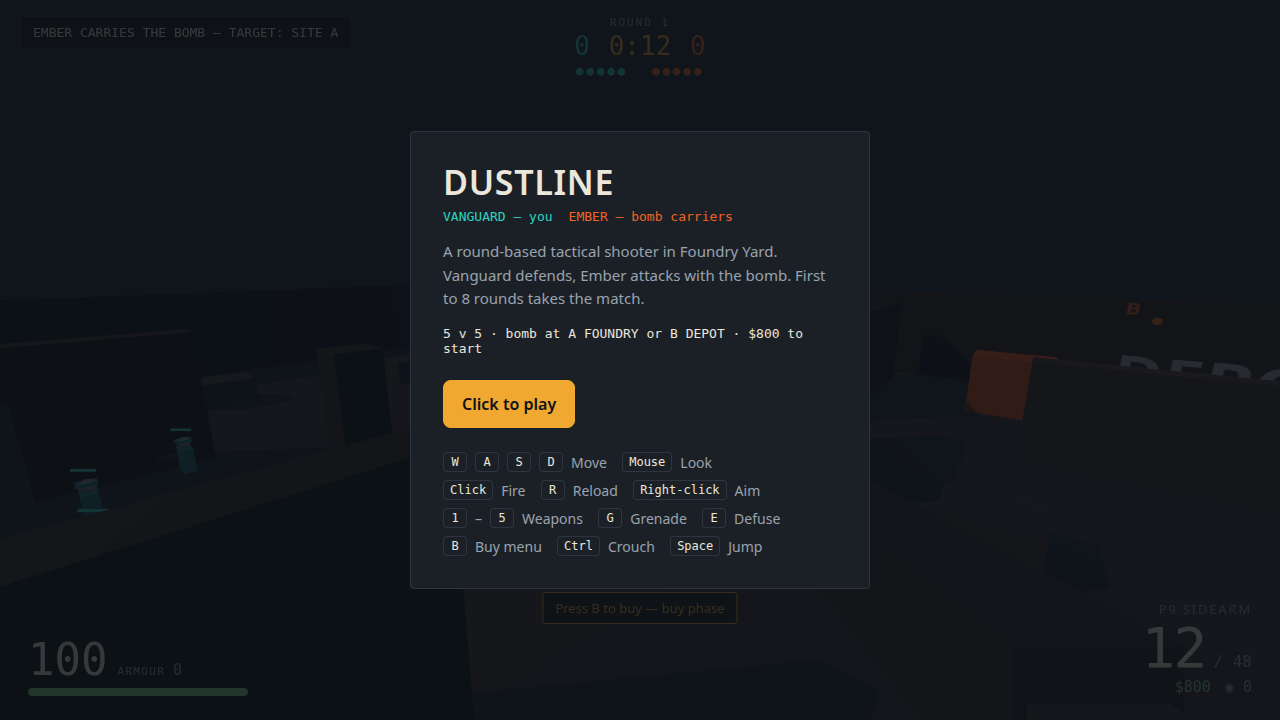 EMBER CARRIES THE BOMB — TARGET: SITE A
ROUND 1
0 0:12 0
DUSTLINE
VANGUARD — you EMBER — bomb carriers
A round-based tactical shooter in Foundry Yard.
Vanguard defends, Ember attacks with the bomb. First
to 8 rounds takes the match.
5 v 5 · bomb at A FOUNDRY or B DEPOT · $800 to
start
Click to play
W A S D Move Mouse Look
Click Fire R Reload Right-click Aim
1 – 5 Weapons G Grenade E Defuse
B Buy menu Ctrl Crouch Space Jump
B
Press B to buy — buy phase
100 ARMOUR 0
P9 SIDEARM
12 / 48
$800 ◉ 0